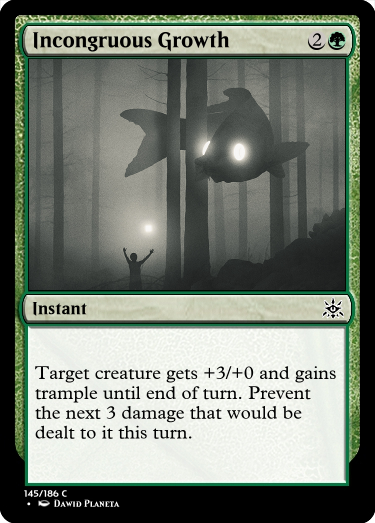 Incongruous Growth 2
Instant
Target creature gets +3/+0 and gains
trample until end of turn. Prevent
the next 3 damage that would be
dealt to it this turn.
145/186 C
• Dawid Planeta